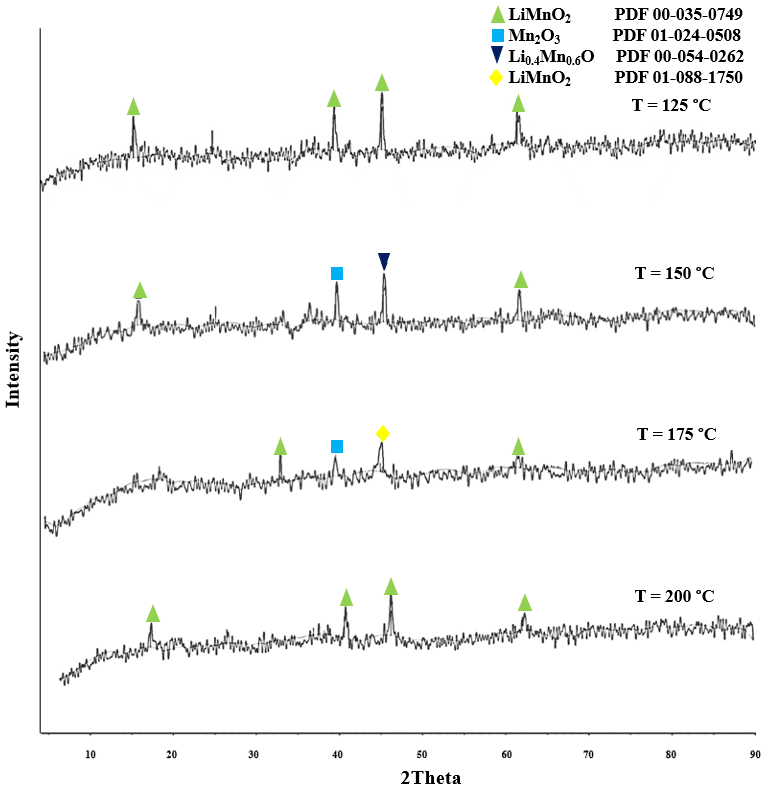 LiMnO₂ PDF 00-035-0749
Mn₂O₃ PDF 01-024-0508
Li₀.₄Mn₀.₆O PDF 00-054-0262
LiMnO₂ PDF 01-088-1750
T = 125 °C
T = 150 °C
Intensity
T = 175 °C
T = 200 °C
10 20 30 40 50 60 70 80 90
2Theta